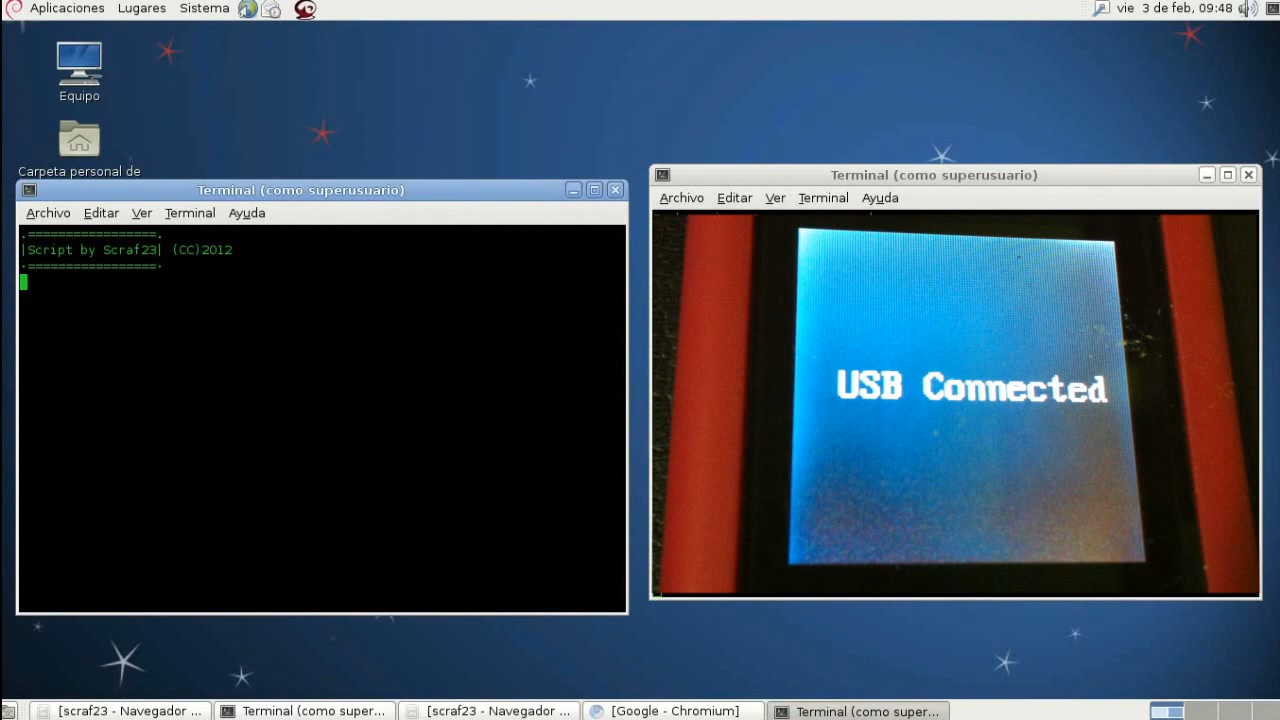 Aplicaciones Lugares Sistema
vie 3 de feb, 09:48
Equipo
Carpeta personal de
Terminal (como superusuario)
Archivo Editar Ver Terminal Ayuda
.=================.
|Script by Scraf23| (CC)2012
.=================.
Terminal (como superusuario)
Archivo Editar Ver Terminal Ayuda
USB Connected
[scraf23 - Navegador ...
Terminal (como super...
[scraf23 - Navegador ...
[Google - Chromium]
Terminal (como super...